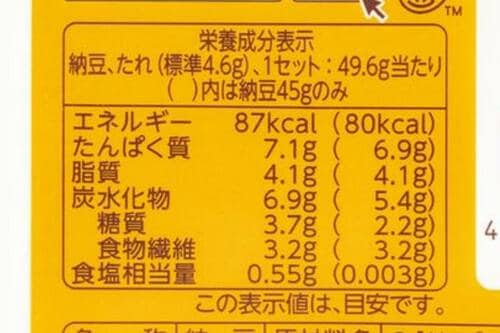 TM
栄養成分表示
納豆、たれ(標準4.6g)、1セット:49.6g当たり
( )内は納豆45gのみ
エネルギー 87kcal (80kcal)
たんぱく質 7.1g ( 6.9g)
脂質 4.1g ( 4.1g)
炭水化物 6.9g ( 5.4g)
糖質 3.7g ( 2.2g)
食物繊維 3.2g ( 3.2g)
食塩相当量 0.55g (0.003g)
この表示値は、目安です。
4